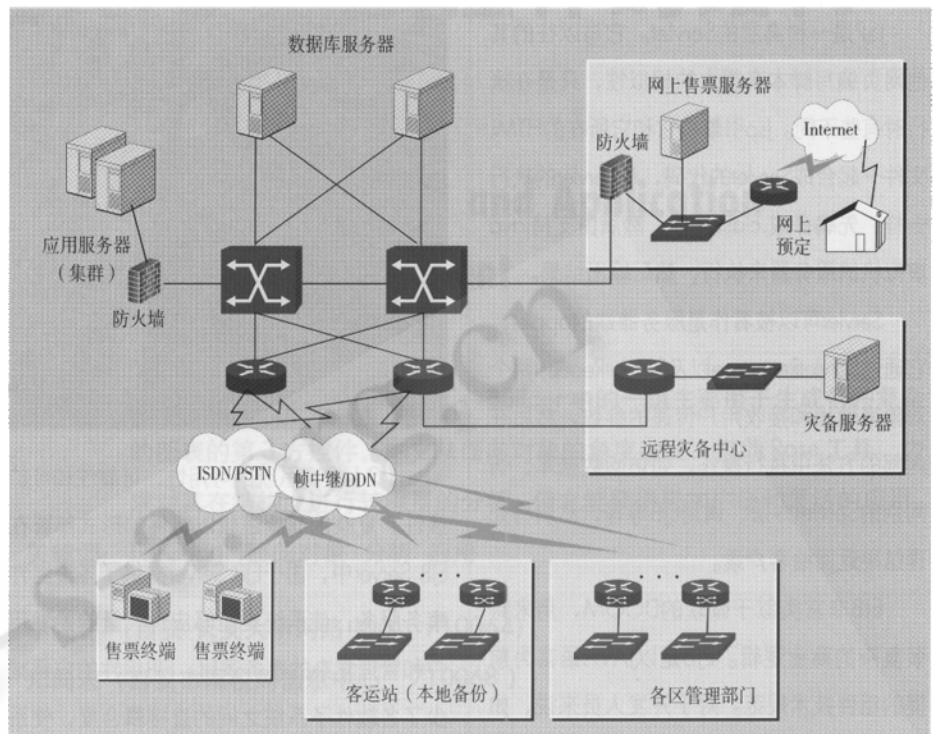 数据库服务器
网上售票服务器
Internet
防火墙
网上
预定
应用服务器
（集群）
防火墙
灾备服务器
远程灾备中心
ISDN/PSTN
帧中继/DDN
售票终端
售票终端
. . .
客运站（本地备份）
. . .
各区管理部门